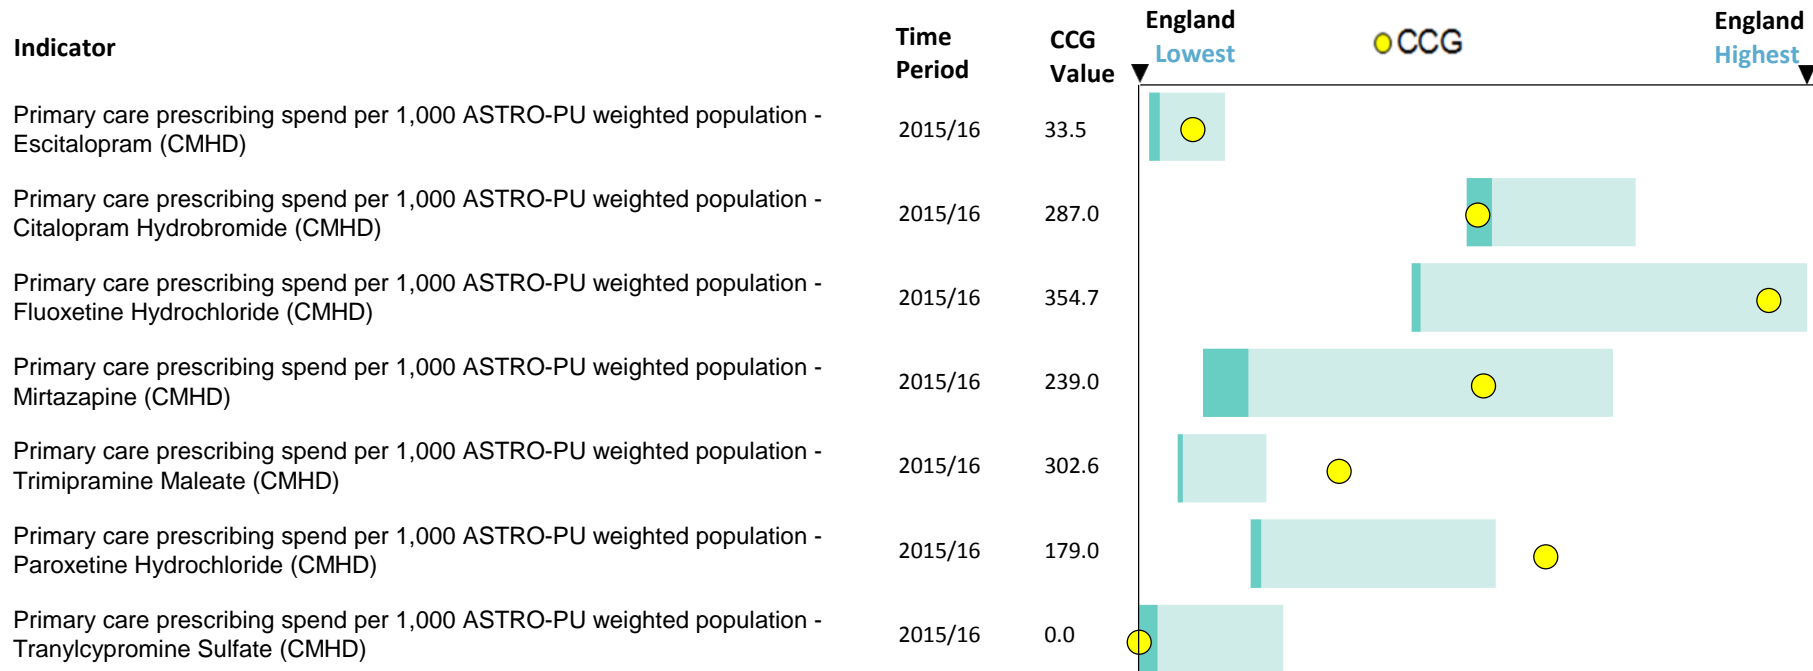 Indicator
Time Period
CCG Value
England Lowest
CCG
England Highest
Primary care prescribing spend per 1,000 ASTRO-PU weighted population -
Escitalopram (CMHD)
2015/16
33.5
Primary care prescribing spend per 1,000 ASTRO-PU weighted population -
Citalopram Hydrobromide (CMHD)
2015/16
287.0
Primary care prescribing spend per 1,000 ASTRO-PU weighted population -
Fluoxetine Hydrochloride (CMHD)
2015/16
354.7
Primary care prescribing spend per 1,000 ASTRO-PU weighted population -
Mirtazapine (CMHD)
2015/16
239.0
Primary care prescribing spend per 1,000 ASTRO-PU weighted population -
Trimipramine Maleate (CMHD)
2015/16
302.6
Primary care prescribing spend per 1,000 ASTRO-PU weighted population -
Paroxetine Hydrochloride (CMHD)
2015/16
179.0
Primary care prescribing spend per 1,000 ASTRO-PU weighted population -
Tranylcypromine Sulfate (CMHD)
2015/16
0.0